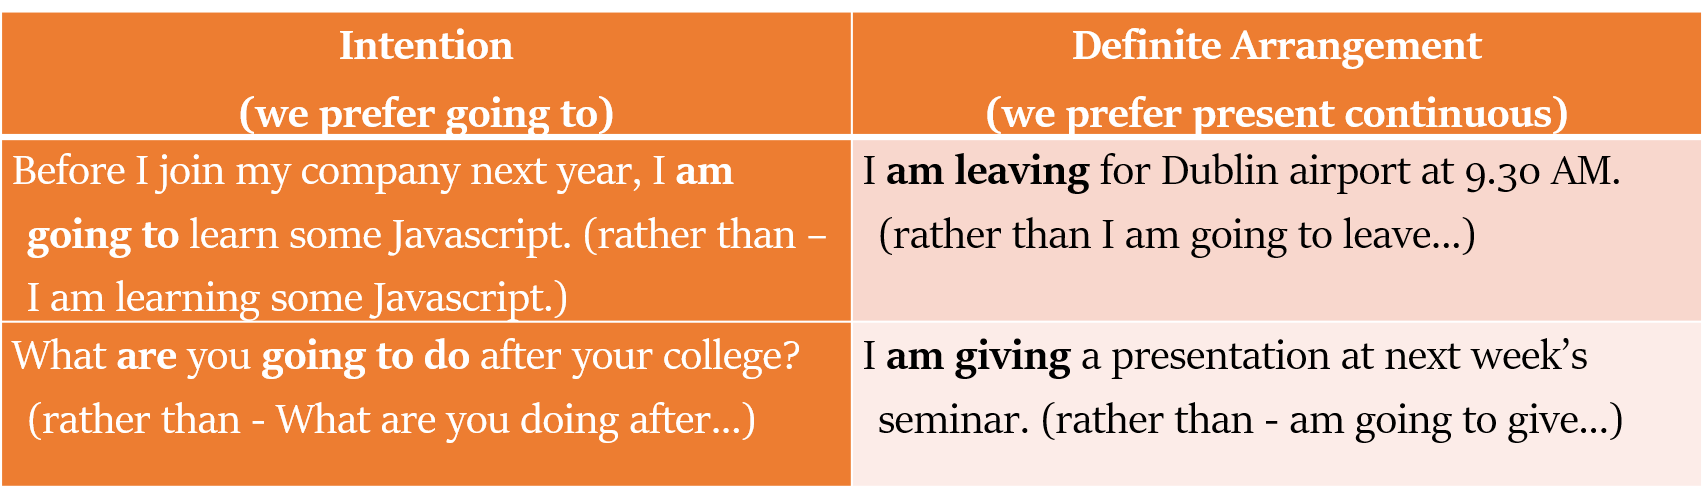 Intention
(we prefer going to)
Definite Arrangement
(we prefer present continuous)
Before I join my company next year, I am
going to learn some Javascript. (rather than –
I am learning some Javascript.)
I am leaving for Dublin airport at 9.30 AM.
(rather than I am going to leave...)
What are you going to do after your college?
(rather than - What are you doing after...)
I am giving a presentation at next week’s
seminar. (rather than - am going to give...)